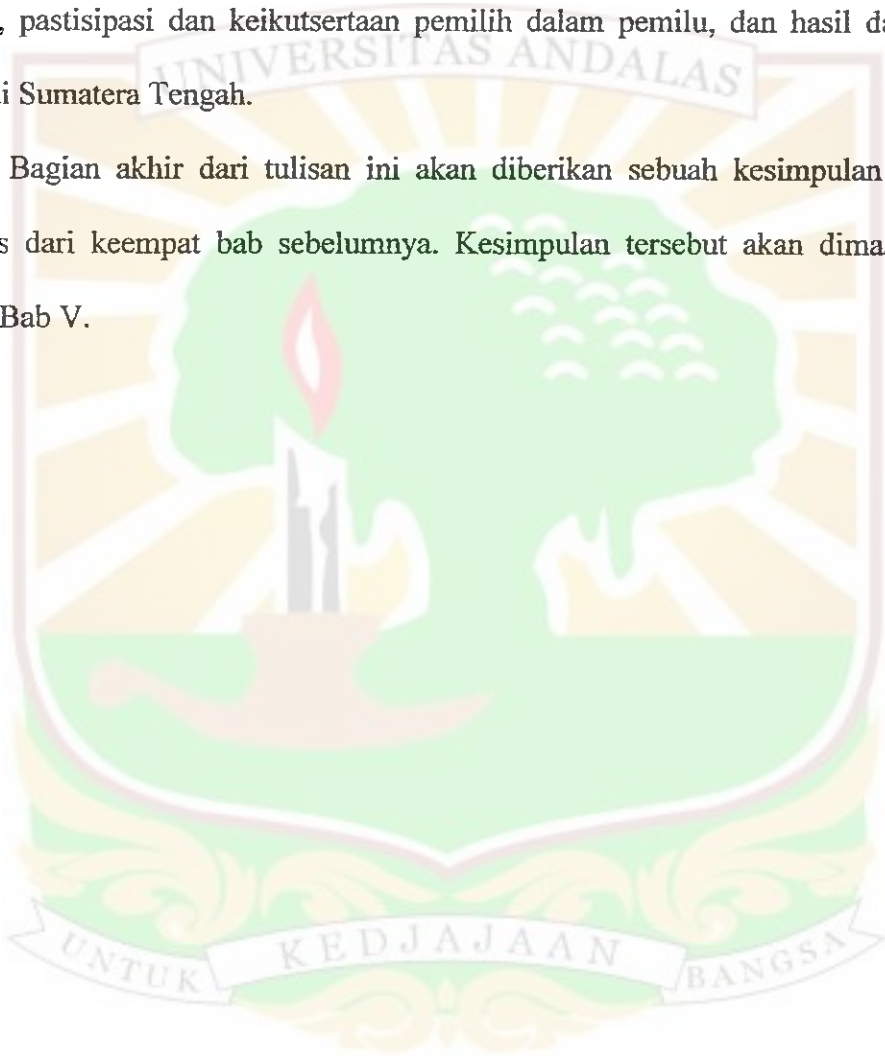 , pastisipasi dan keikutsertaan pemilih dalam pemilu, dan hasil da
UNIVERSITAS ANDALAS
i Sumatera Tengah.
Bagian akhir dari tulisan ini akan diberikan sebuah kesimpulan
s dari keempat bab sebelumnya. Kesimpulan tersebut akan dima
Bab V.
UNTUK KEDJAJAAN BANGSA